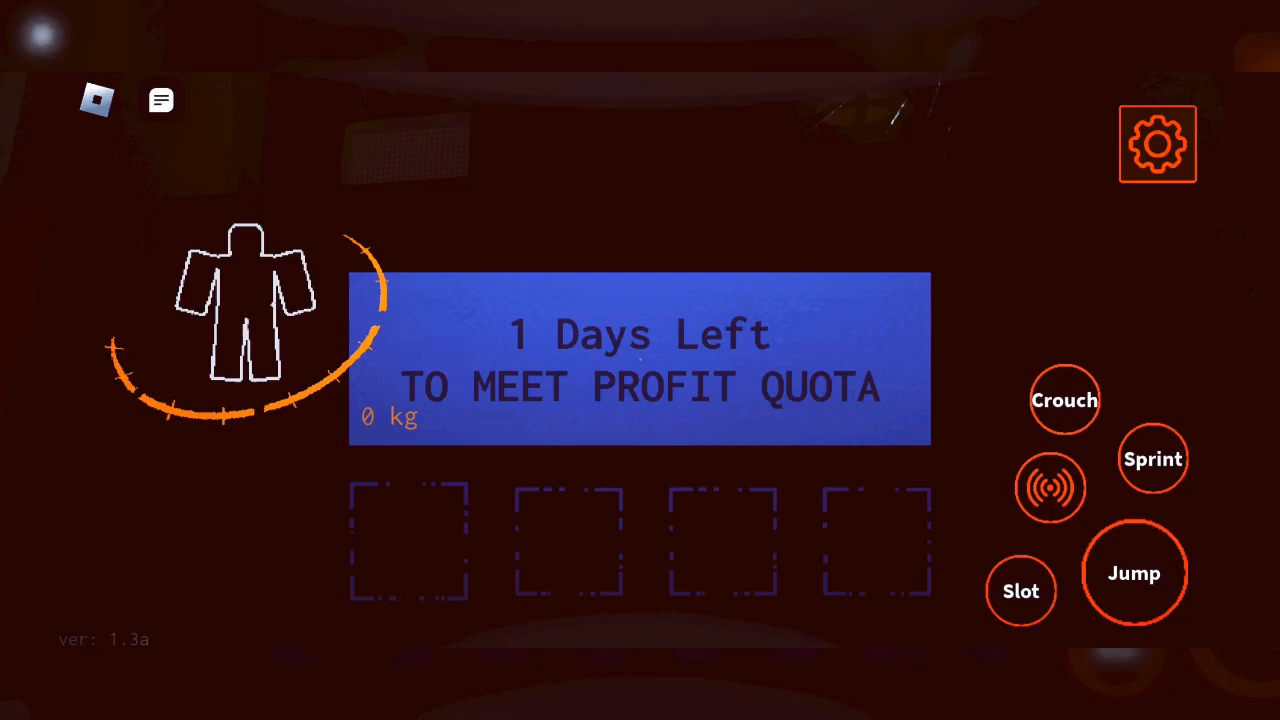 1 Days Left
TO MEET PROFIT QUOTA
0 kg
Crouch
Sprint
Jump
Slot
ver: 1.3a